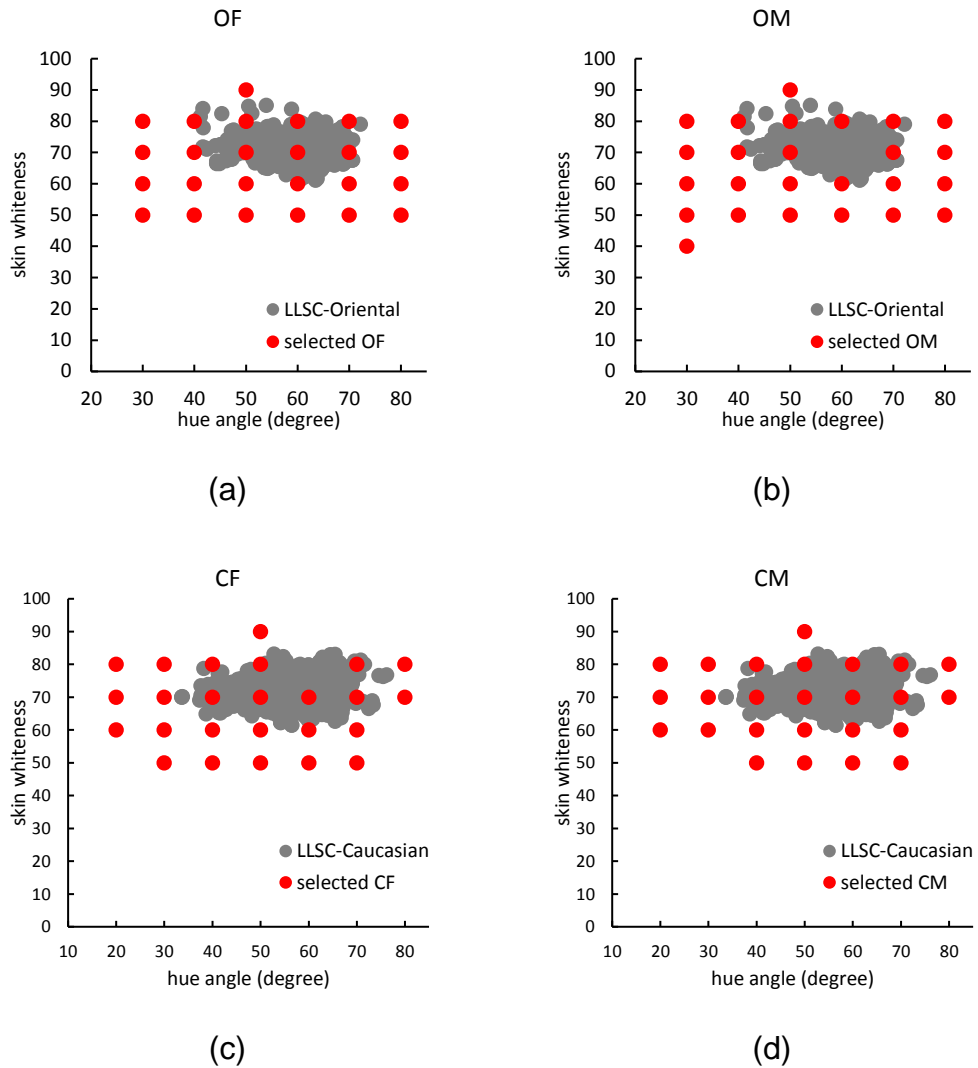 OF
100
90
80
70
60
50
40
30
20
10
0
skin whiteness
LLSC-Oriental
selected OF
20 30 40 50 60 70 80
hue angle (degree)
(a)
OM
100
90
80
70
60
50
40
30
20
10
0
skin whiteness
LLSC-Oriental
selected OM
20 30 40 50 60 70 80
hue angle (degree)
(b)
CF
100
90
80
70
60
50
40
30
20
10
0
skin whiteness
LLSC-Caucasian
selected CF
10 20 30 40 50 60 70 80
hue angle (degree)
(c)
CM
100
90
80
70
60
50
40
30
20
10
0
skin whiteness
LLSC-Caucasian
selected CM
10 20 30 40 50 60 70 80
hue angle (degree)
(d)